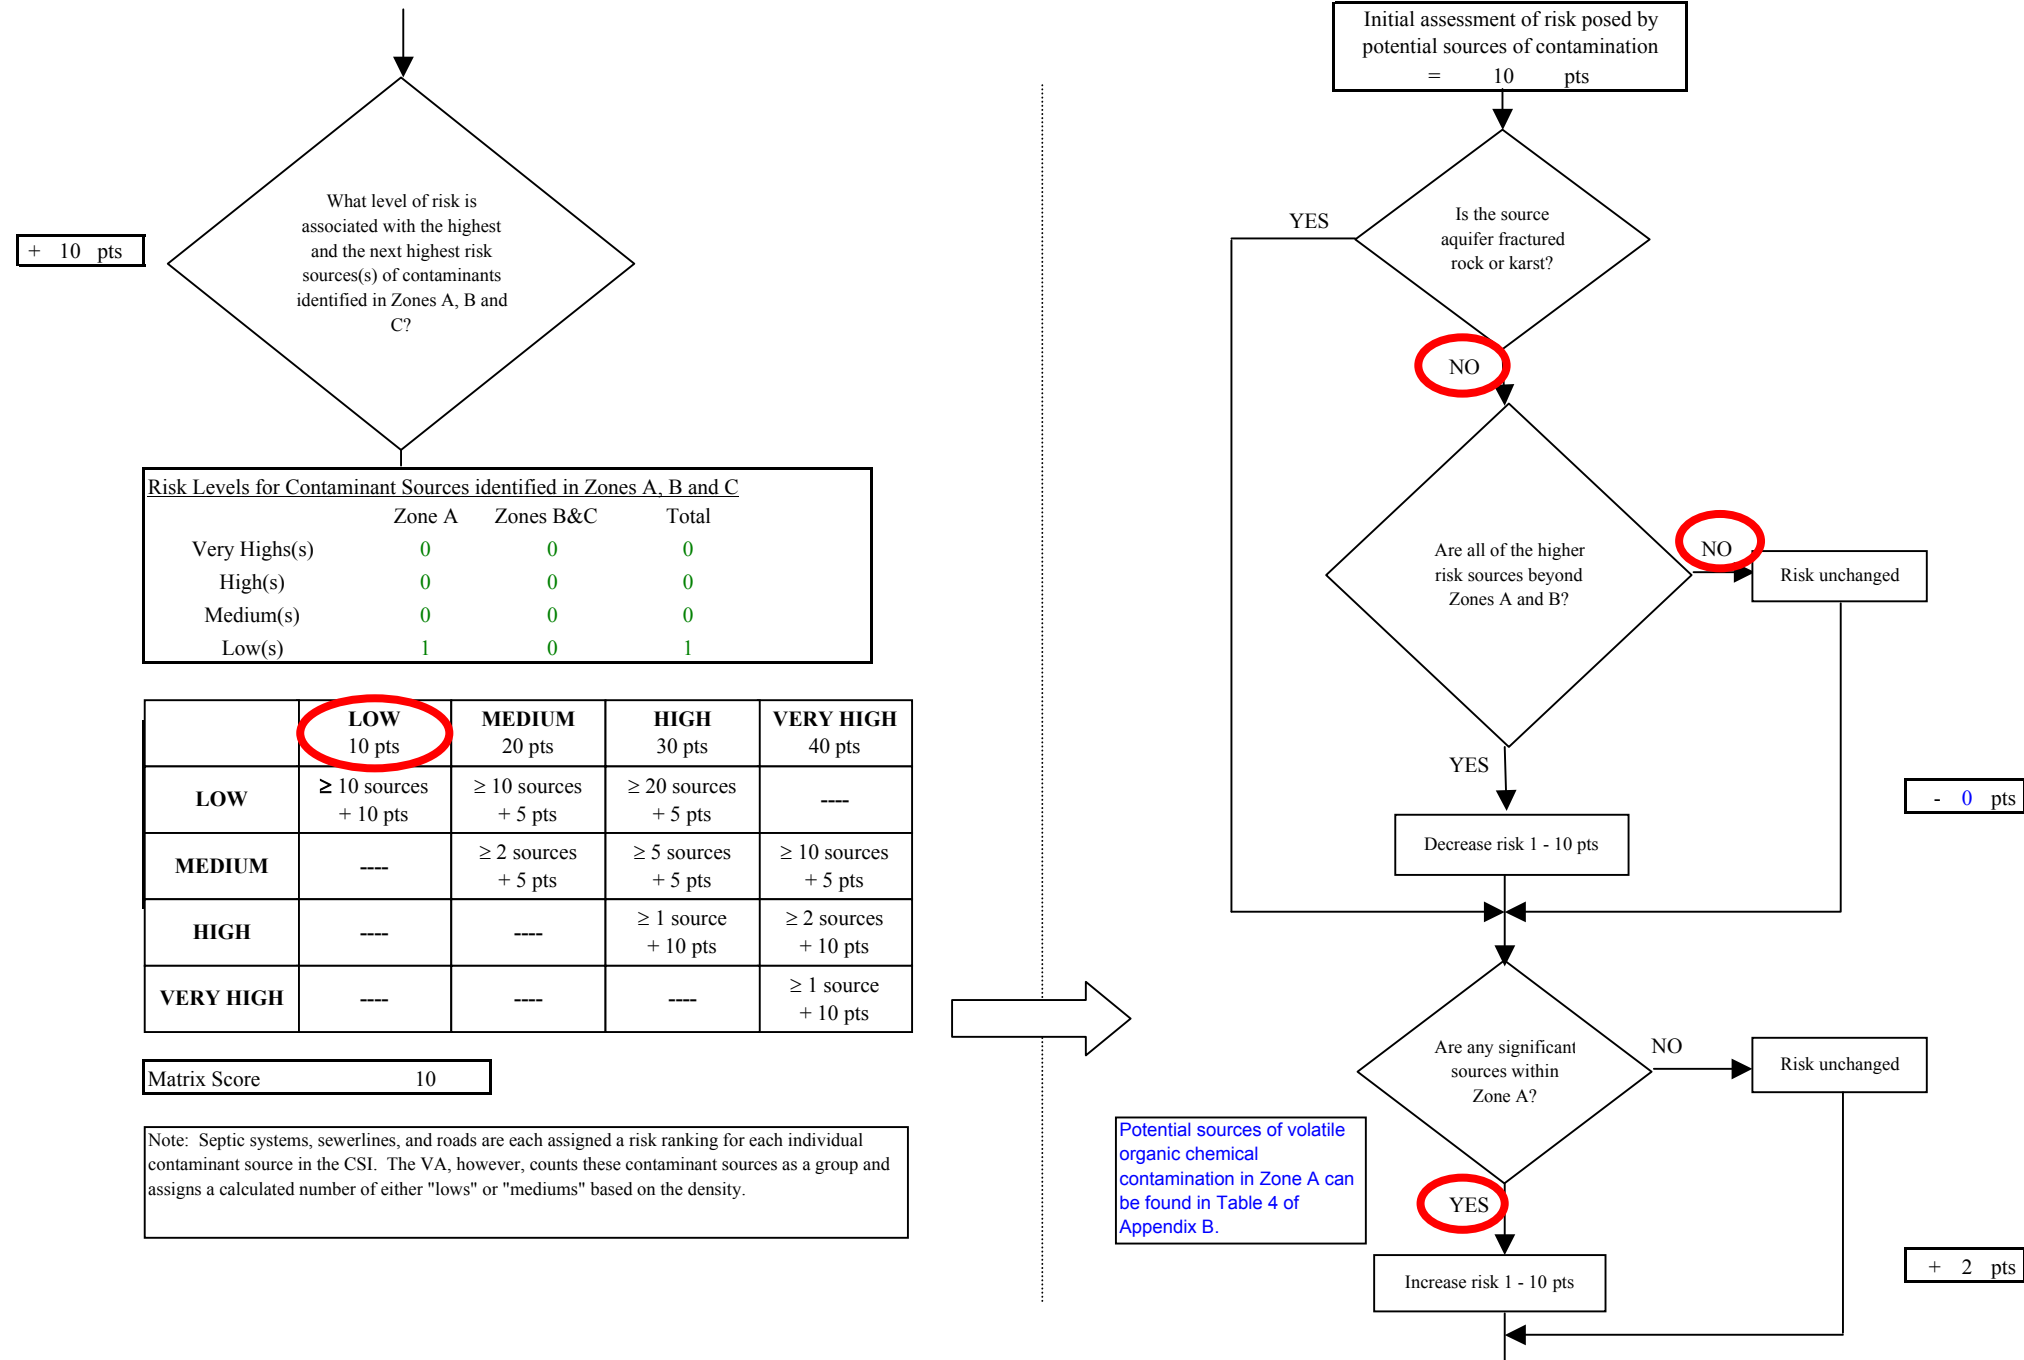 + 10 pts
What level of risk is
associated with the highest
and the next highest risk
sources(s) of contaminants
identified in Zones A, B and
C?
Risk Levels for Contaminant Sources identified in Zones A, B and C
Zone A Zones B&C Total
Very Highs(s) 0 0 0
High(s) 0 0 0
Medium(s) 0 0 0
Low(s) 1 0 1
LOW MEDIUM HIGH VERY HIGH
10 pts 20 pts 30 pts 40 pts
LOW ≥ 10 sources ≥ 10 sources ≥ 20 sources ----
+ 10 pts + 5 pts + 5 pts
MEDIUM ---- ≥ 2 sources ≥ 5 sources ≥ 10 sources
+ 5 pts + 5 pts + 5 pts
HIGH ---- ---- ≥ 1 source ≥ 2 sources
+ 10 pts + 10 pts
VERY HIGH ---- ---- ---- ≥ 1 source
+ 10 pts
Matrix Score 10
Note: Septic systems, sewerlines, and roads are each assigned a risk ranking for each individual
contaminant source in the CSI. The VA, however, counts these contaminant sources as a group and
assigns a calculated number of either "lows" or "mediums" based on the density.
Initial assessment of risk posed by
potential sources of contamination
= 10 pts
Is the source
aquifer fractured
rock or karst?
YES
NO
Are all of the higher
risk sources beyond
Zones A and B?
NO
Risk unchanged
YES
- 0 pts
Decrease risk 1 - 10 pts
Are any significant
sources within
Zone A?
NO
Risk unchanged
Potential sources of volatile
organic chemical
contamination in Zone A can
be found in Table 4 of
Appendix B.
YES
+ 2 pts
Increase risk 1 - 10 pts